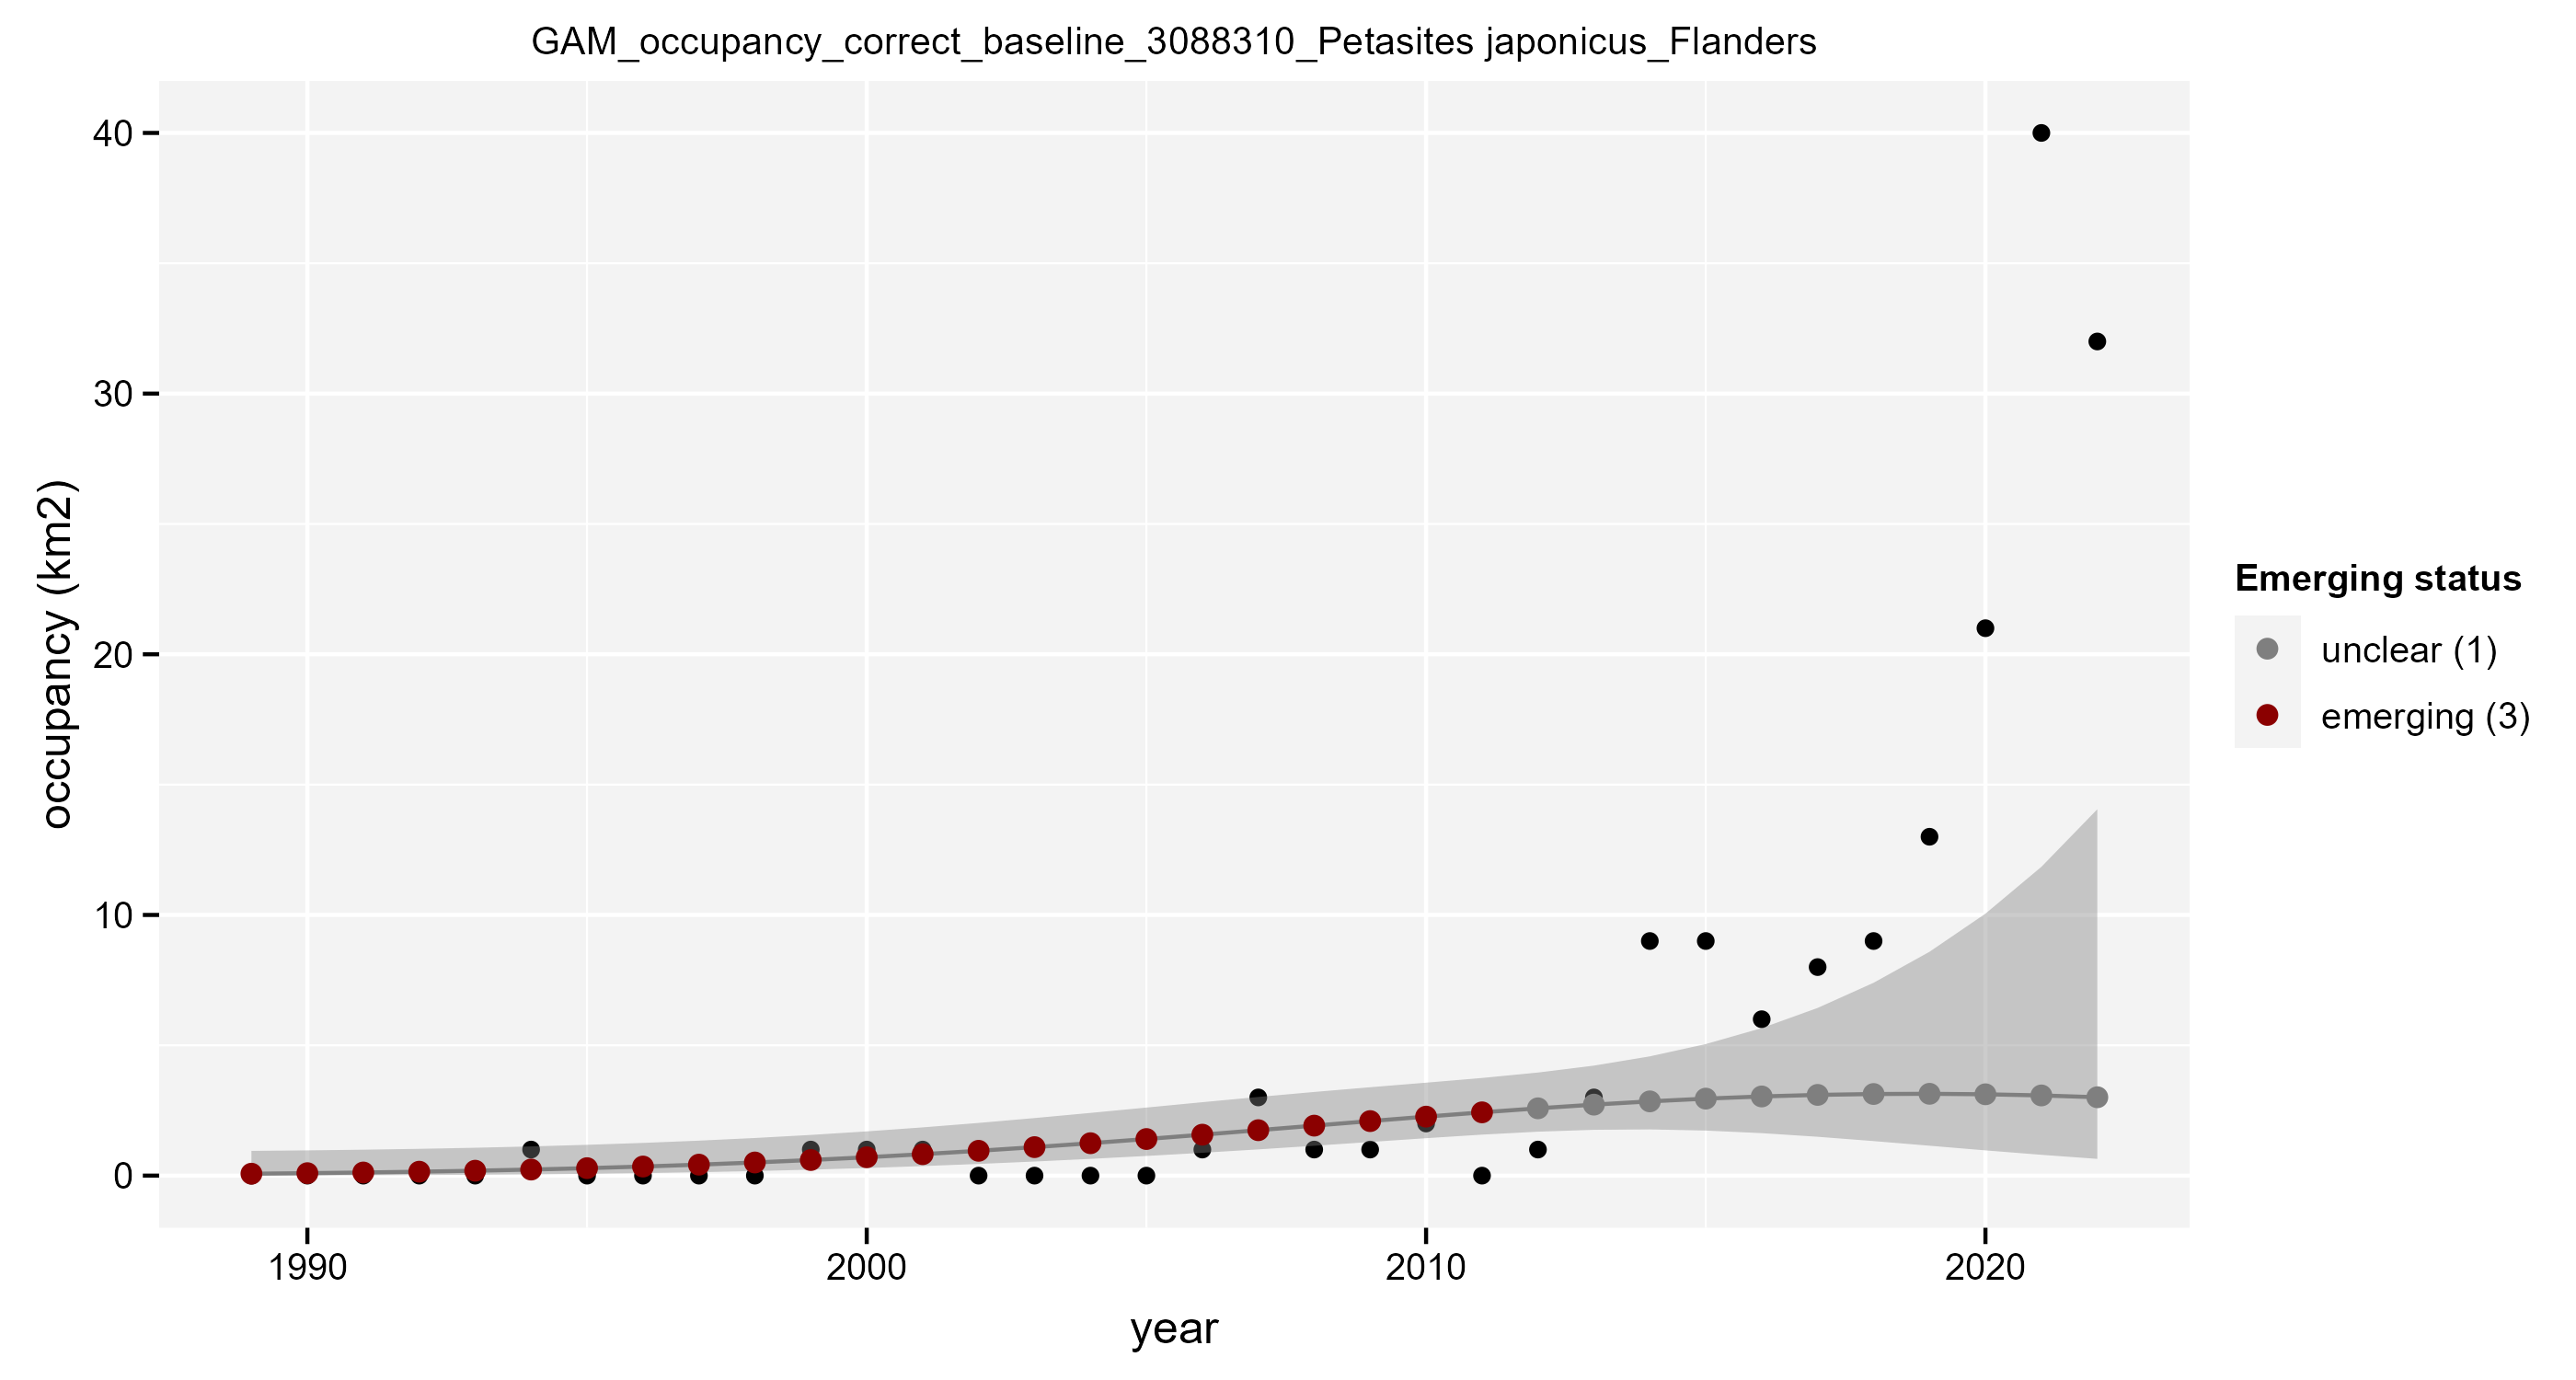 GAM_occupancy_correct_baseline_3088310_Petasites japonicus_Flanders
40
30
20
10
0
occupancy (km2)
1990
2000
2010
2020
year
Emerging status
unclear (1)
emerging (3)